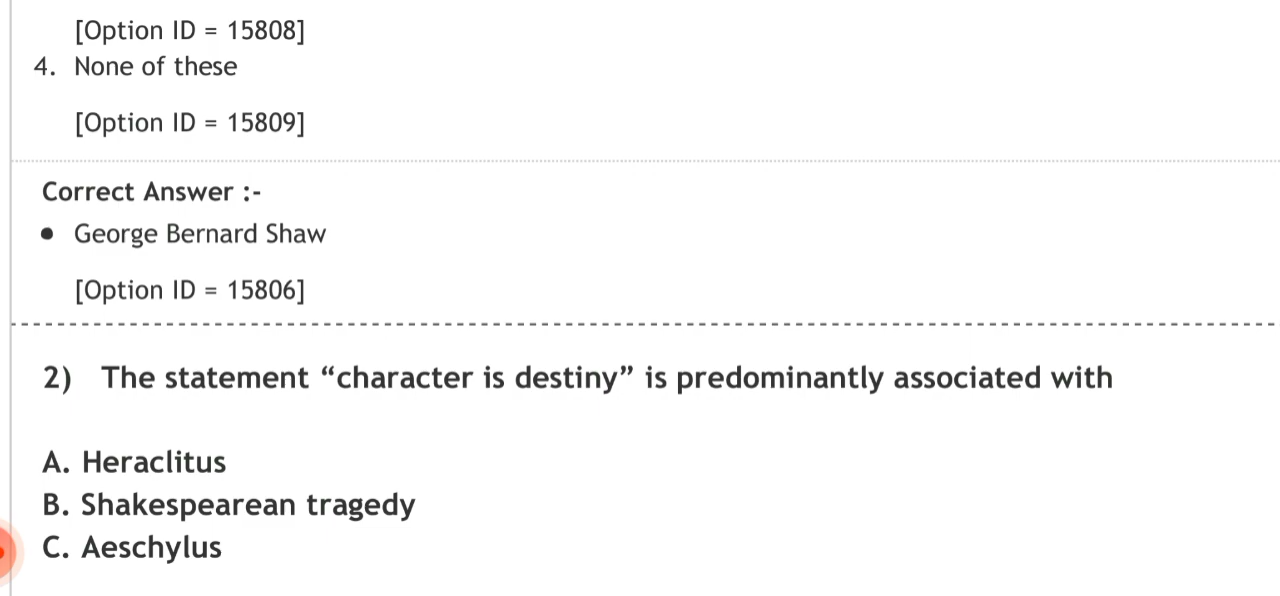 [Option ID = 15808]
4. None of these
[Option ID = 15809]
Correct Answer :-
• George Bernard Shaw
[Option ID = 15806]
2) The statement “character is destiny” is predominantly associated with
A. Heraclitus
B. Shakespearean tragedy
C. Aeschylus